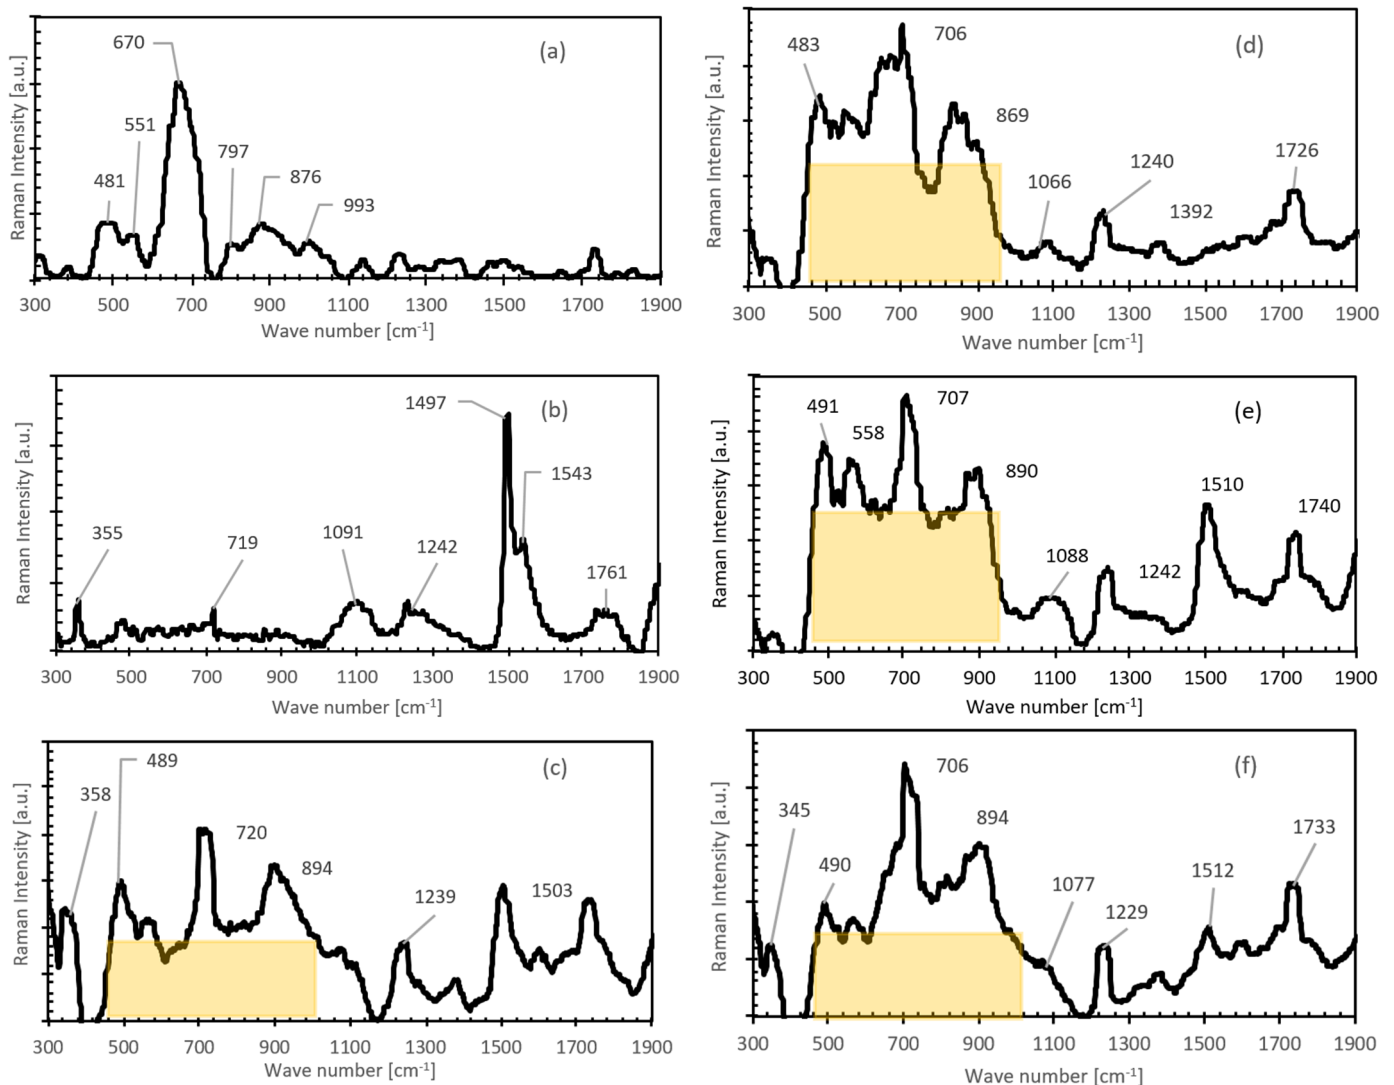 (a)
670
551
481
797
876
993
Raman Intensity [a.u.]
300 500 700 900 1100 1300 1500 1700 1900
Wave number [cm-1]
(d)
483
706
869
1066
1240
1392
1726
Raman Intensity [a.u.]
300 500 700 900 1100 1300 1500 1700 1900
Wave number [cm-1]
(b)
1497
1543
355
719
1091
1242
1761
Raman Intensity [a.u.]
300 500 700 900 1100 1300 1500 1700 1900
Wave number [cm-1]
(e)
491
558
707
890
1088
1242
1510
1740
Raman Intensity [a.u.]
300 500 700 900 1100 1300 1500 1700 1900
Wave number [cm-1]
(c)
489
358
720
894
1239
1503
Raman Intensity [a.u.]
300 500 700 900 1100 1300 1500 1700 1900
Wave number [cm-1]
(f)
706
345
490
894
1077
1229
1512
1733
Raman Intensity [a.u.]
300 500 700 900 1100 1300 1500 1700 1900
Wave number [cm-1]